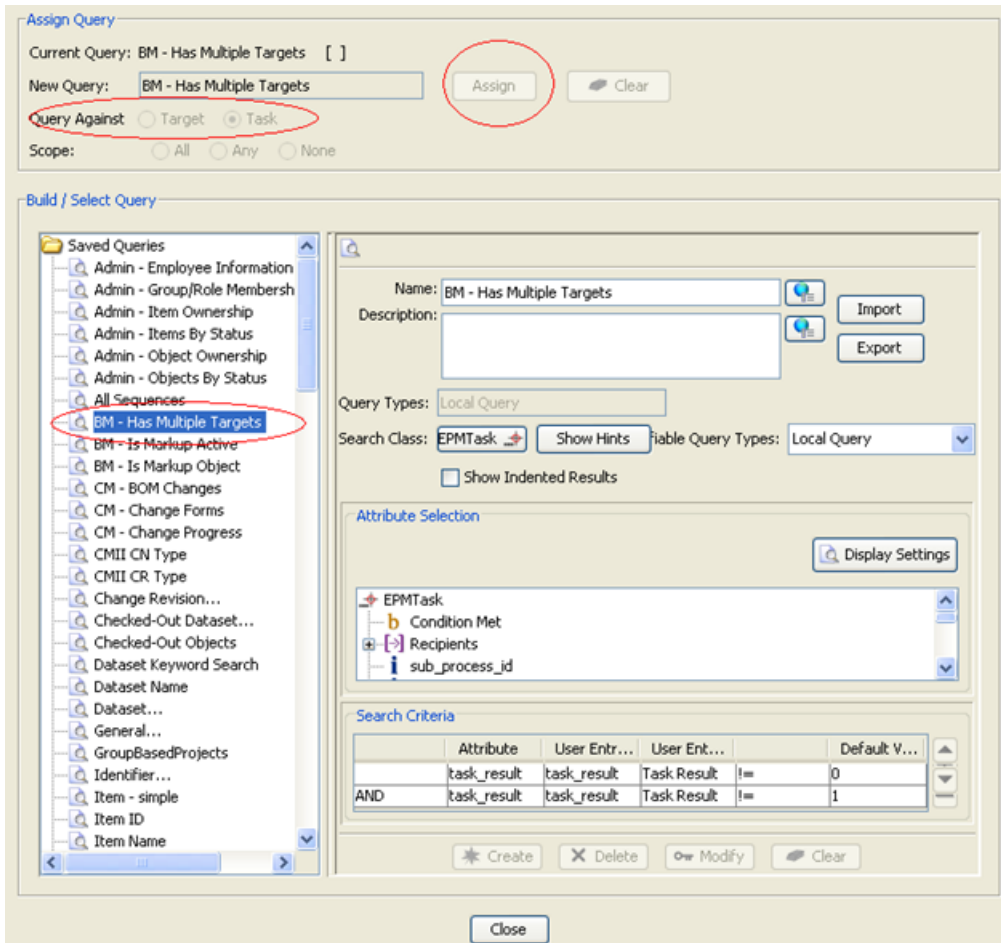 Assign Query
Current Query: BM - Has Multiple Targets [ ]
New Query: BM - Has Multiple Targets Assign Clear
Query Against Target Task
Scope: All Any None
Build / Select Query
Saved Queries
Admin - Employee Information
Admin - Group/Role Membersh
Admin - Item Ownership
Admin - Items By Status
Admin - Object Ownership
Admin - Objects By Status
All Sequences
BM - Has Multiple Targets
BM - Is Markup Active
BM - Is Markup Object
CM - BOM Changes
CM - Change Forms
CM - Change Progress
CMII CN Type
CMII CR Type
Change Revision...
Checked-Out Dataset...
Checked-Out Objects
Dataset Keyword Search
Dataset Name
Dataset...
General...
GroupBasedProjects
Identifier...
Item - simple
Item ID
Item Name
Name: BM - Has Multiple Targets
Import
Description:
Export
Query Types: Local Query
Search Class: EPMTask Show Hints fiable Query Types: Local Query
Show Indented Results
Attribute Selection
Display Settings
EPMTask
b Condition Met
Recipients
i sub_process_id
Search Criteria
Attribute User Entr... User Ent... Default V...
task_result task_result Task Result != 0
AND task_result task_result Task Result != 1
Create Delete Modify Clear
Close